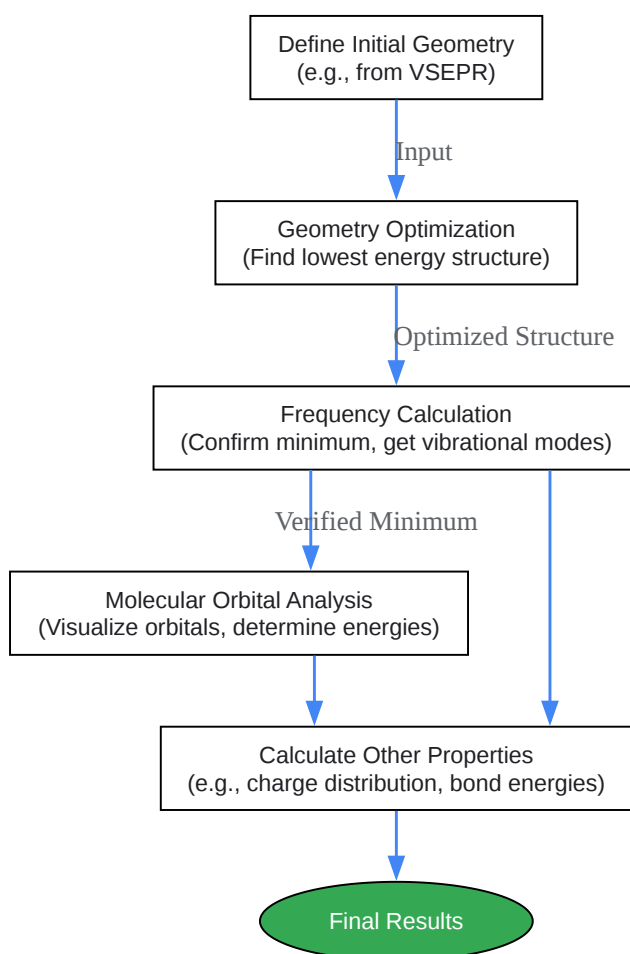 Define Initial Geometry
(e.g., from VSEPR)
Input
Geometry Optimization
(Find lowest energy structure)
Optimized Structure
Frequency Calculation
(Confirm minimum, get vibrational modes)
Verified Minimum
Molecular Orbital Analysis
(Visualize orbitals, determine energies)
Calculate Other Properties
(e.g., charge distribution, bond energies)
Final Results